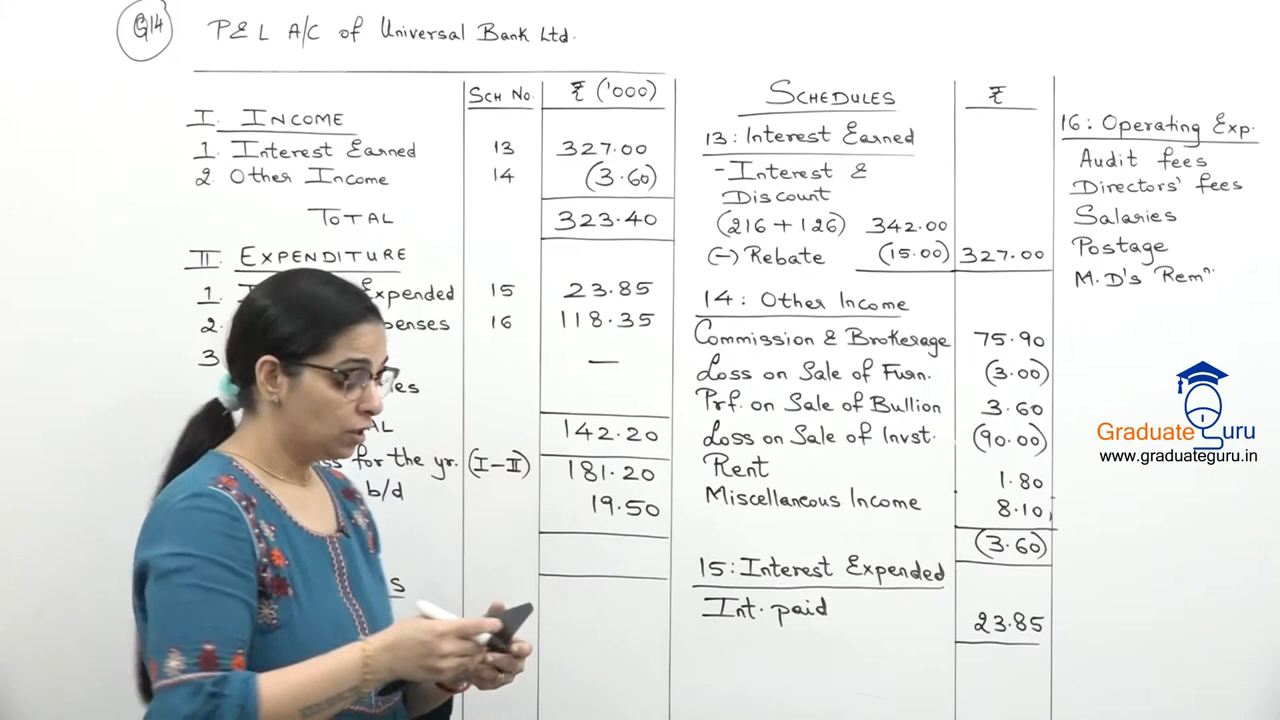 G14
P & L A/C of Universal Bank Ltd.
SCH NO. ₹ ('000)
I. INCOME
1. Interest Earned 13 327.00
2. Other Income 14 (3.60)
TOTAL 323.40
II EXPENDITURE
1. Expended 15 23.85
2. 16 118.35
3 —
142.20
for the yr. (I-II) 181.20
b/d 19.50
SCHEDULES ₹
13: Interest Earned
- Interest &
Discount
(216 + 126) 342.00
(-) Rebate (15.00) 327.00
14: Other Income
Commission & Brokerage 75.90
Loss on Sale of Furn. (3.00)
Prf. on Sale of Bullion 3.60
Loss on Sale of Invst. (90.00)
Rent 1.80
Miscellaneous Income 8.10
(3.60)
15: Interest Expended
Int. paid 23.85
16: Operating Exp.
Audit fees
Directors' fees
Salaries
Postage
M.D's Remn.
Graduate Guru
www.graduateguru.in